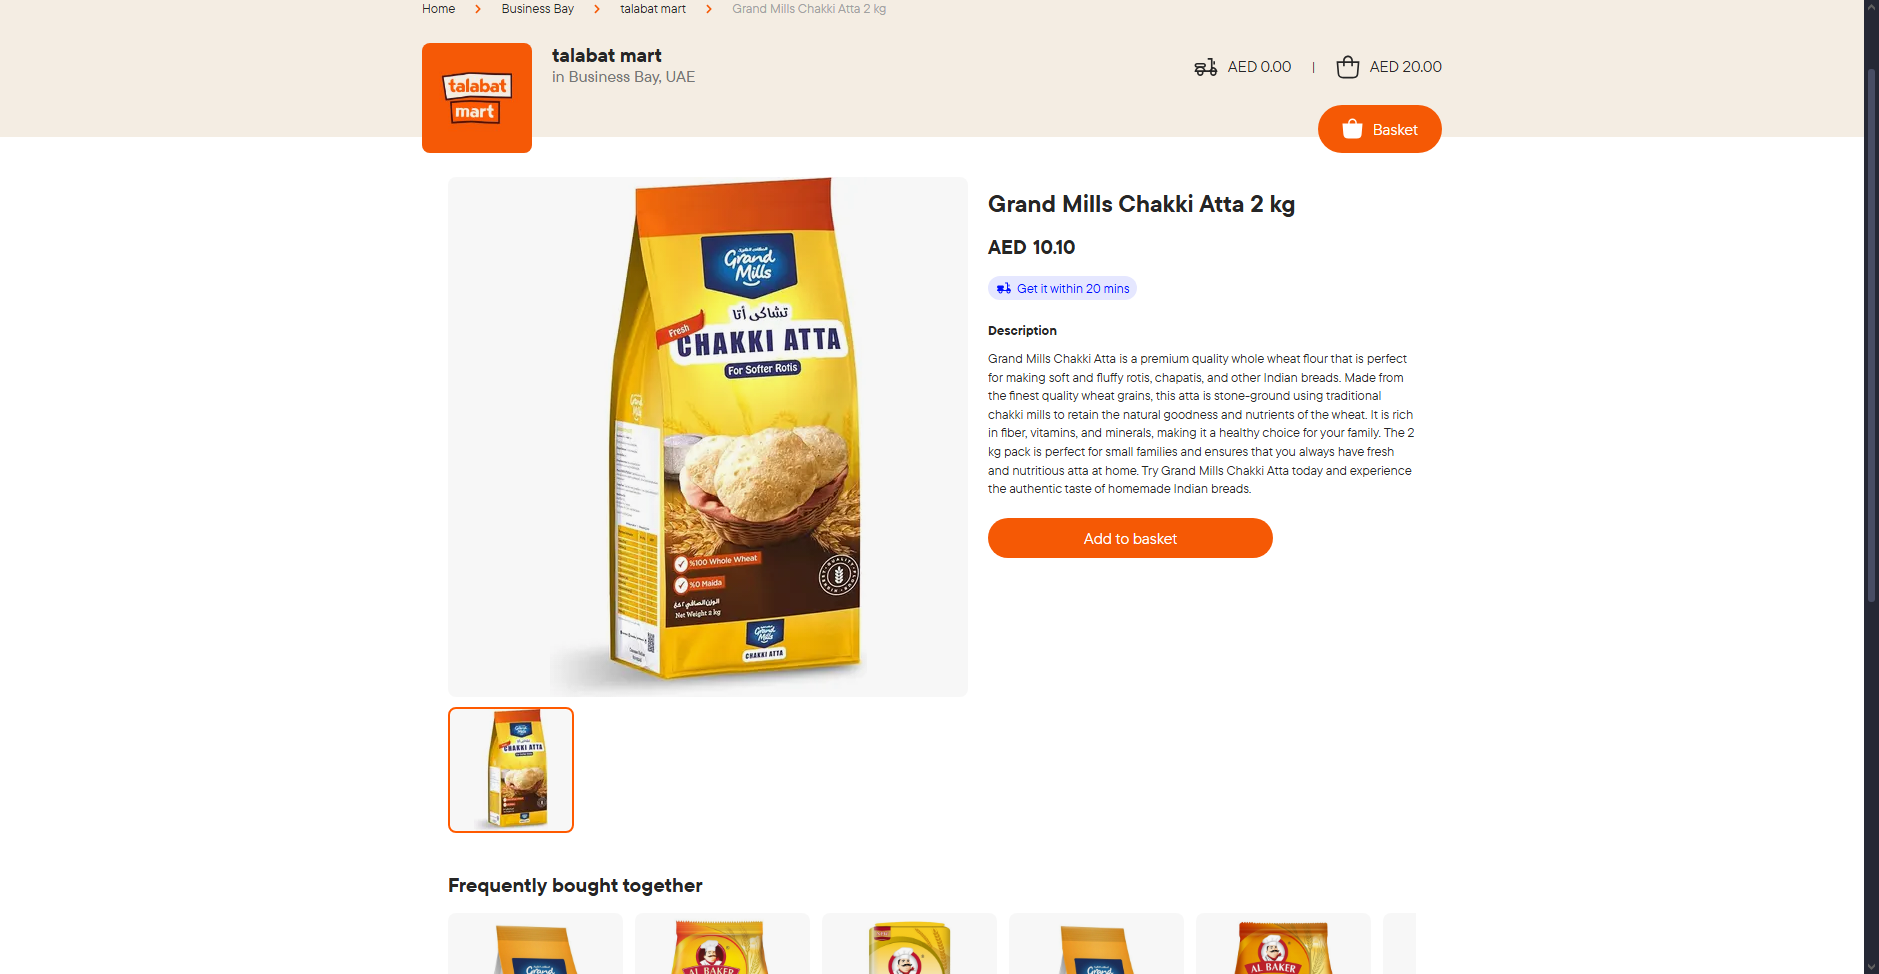 Home
Business Bay
talabat mart
Grand Mills Chakki Atta 2 kg
talabat
mart
talabat mart
in Business Bay, UAE
AED 0.00
|
AED 20.00
Basket
Grand
Mills
تشاكي أتا
Fresh
CHAKKI ATTA
For Softer Rotis
%100 Whole Wheat
%0 Maida
الوزن الصافي ٢ كغ
Net Weight 2 kg
Grand
Mills
CHAKKI ATTA
Grand Mills Chakki Atta 2 kg
AED 10.10
Get it within 20 mins
Description
Grand Mills Chakki Atta is a premium quality whole wheat flour that is perfect
for making soft and fluffy rotis, chapatis, and other Indian breads. Made from
the finest quality wheat grains, this atta is stone-ground using traditional
chakki mills to retain the natural goodness and nutrients of the wheat. It is rich
in fiber, vitamins, and minerals, making it a healthy choice for your family. The 2
kg pack is perfect for small families and ensures that you always have fresh
and nutritious atta at home. Try Grand Mills Chakki Atta today and experience
the authentic taste of homemade Indian breads.
Add to basket
Grand
Mills
CHAKKI ATTA
Frequently bought together
Grand
AL BAKER
Grand
AL BAKER